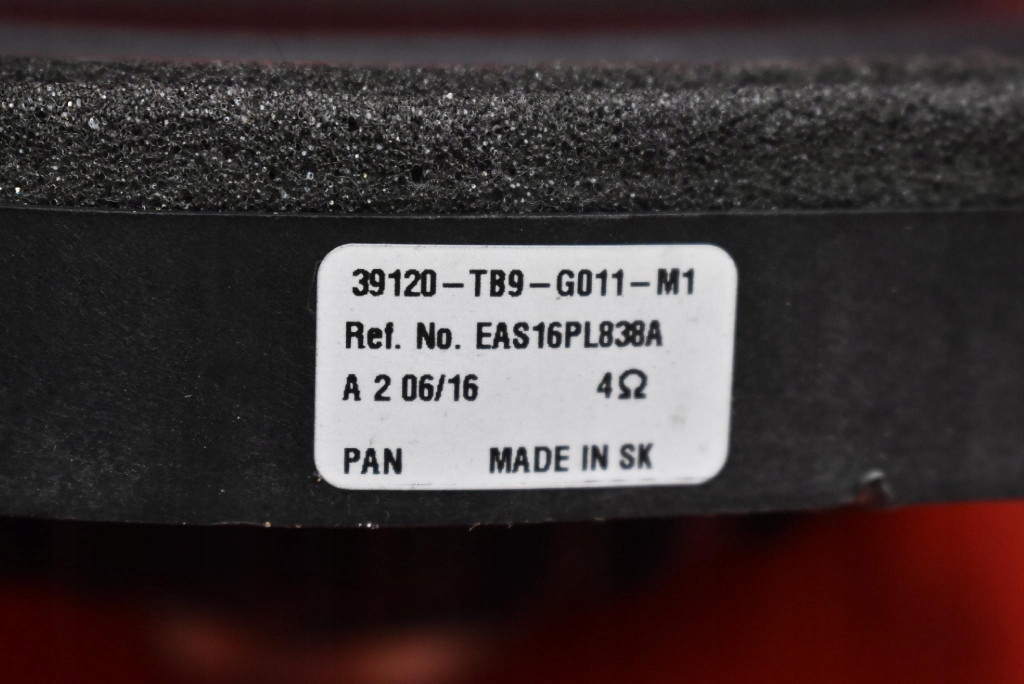 39120-TB9-G011-M1
Ref. No. EAS16PL838A
A 2 06/16 4Ω
PAN MADE IN SK